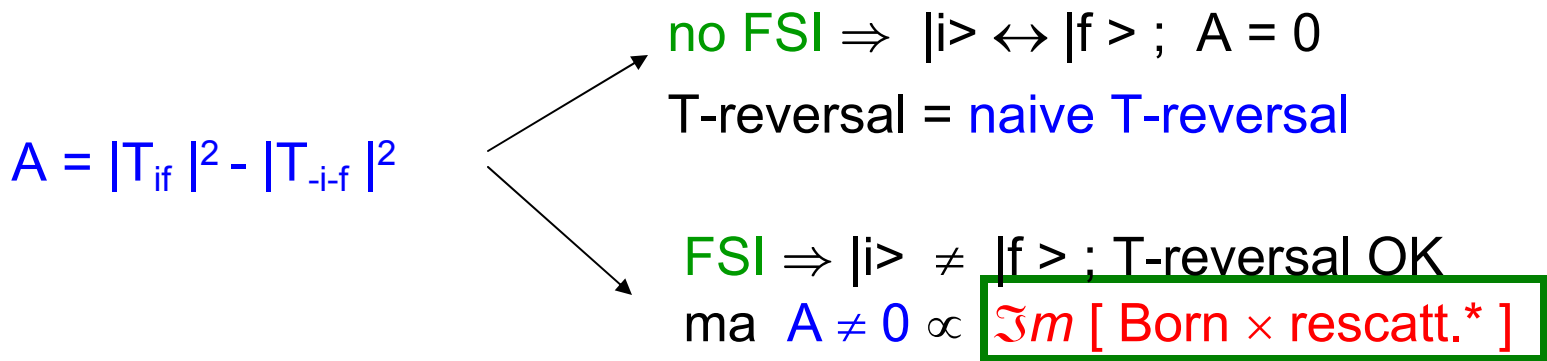 no FSI ⇒ |i> ↔ |f > ; A = 0
T-reversal = naive T-reversal
A = |T_if |² - |T_-i-f |²
FSI ⇒ |i> ≠ |f > ; T-reversal OK
ma A ≠ 0 ∝ ℑm [ Born × rescatt.* ]